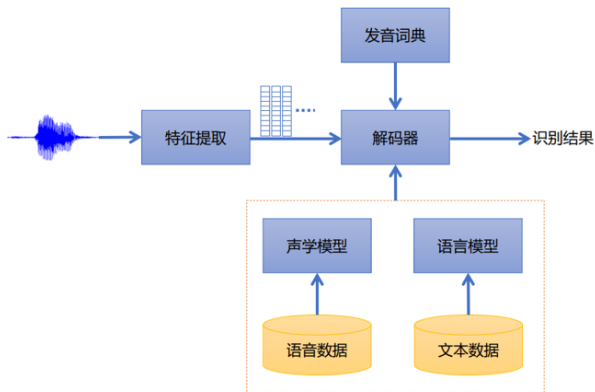 发音词典
特征提取
解码器
识别结果
声学模型
语言模型
语音数据
文本数据